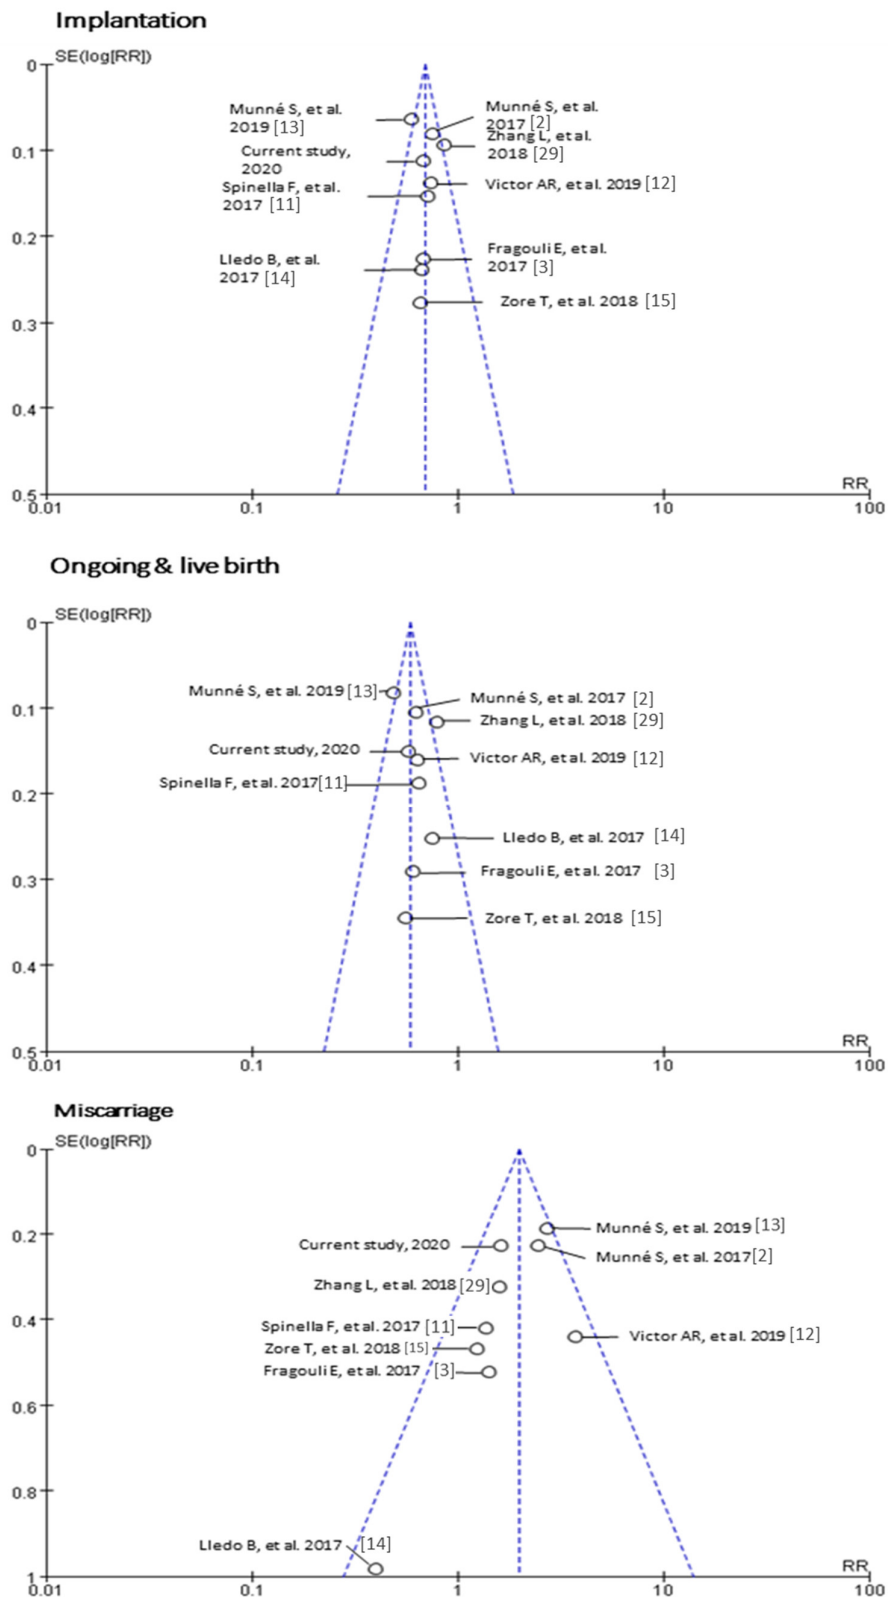 Implantation
SE(log[RR])
0
Munné S, et al.
2019 [13]
Munné S, et al.
2017 [2]
Zhang L, et al.
2018 [29]
0.1
Current study,
2020
Victor AR, et al. 2019 [12]
Spinella F, et al.
2017 [11]
0.2
Fragouli E, et al.
2017 [3]
Lledo B, et al.
2017 [14]
Zore T, et al. 2018 [15]
0.3
0.4
0.5
RR
0.01 0.1 1 10 100
Ongoing & live birth
SE(log[RR])
0
Munné S, et al. 2019 [13]
Munné S, et al. 2017 [2]
0.1
Zhang L, et al. 2018 [29]
Current study, 2020
Victor AR, et al. 2019 [12]
Spinella F, et al. 2017[11]
0.2
Lledo B, et al. 2017 [14]
Fragouli E, et al. 2017 [3]
0.3
Zore T, et al. 2018 [15]
0.4
0.5
RR
0.01 0.1 1 10 100
Miscarriage
SE(log[RR])
0
Munné S, et al. 2019 [13]
0.2
Current study, 2020
Munné S, et al. 2017[2]
Zhang L, et al. 2018 [29]
0.4
Spinella F, et al. 2017 [11]
Victor AR, et al. 2019 [12]
Zore T, et al. 2018 [15]
Fragouli E, et al. 2017 [3]
0.6
0.8
Lledo B, et al. 2017 [14]
1
RR
0.01 0.1 1 10 100